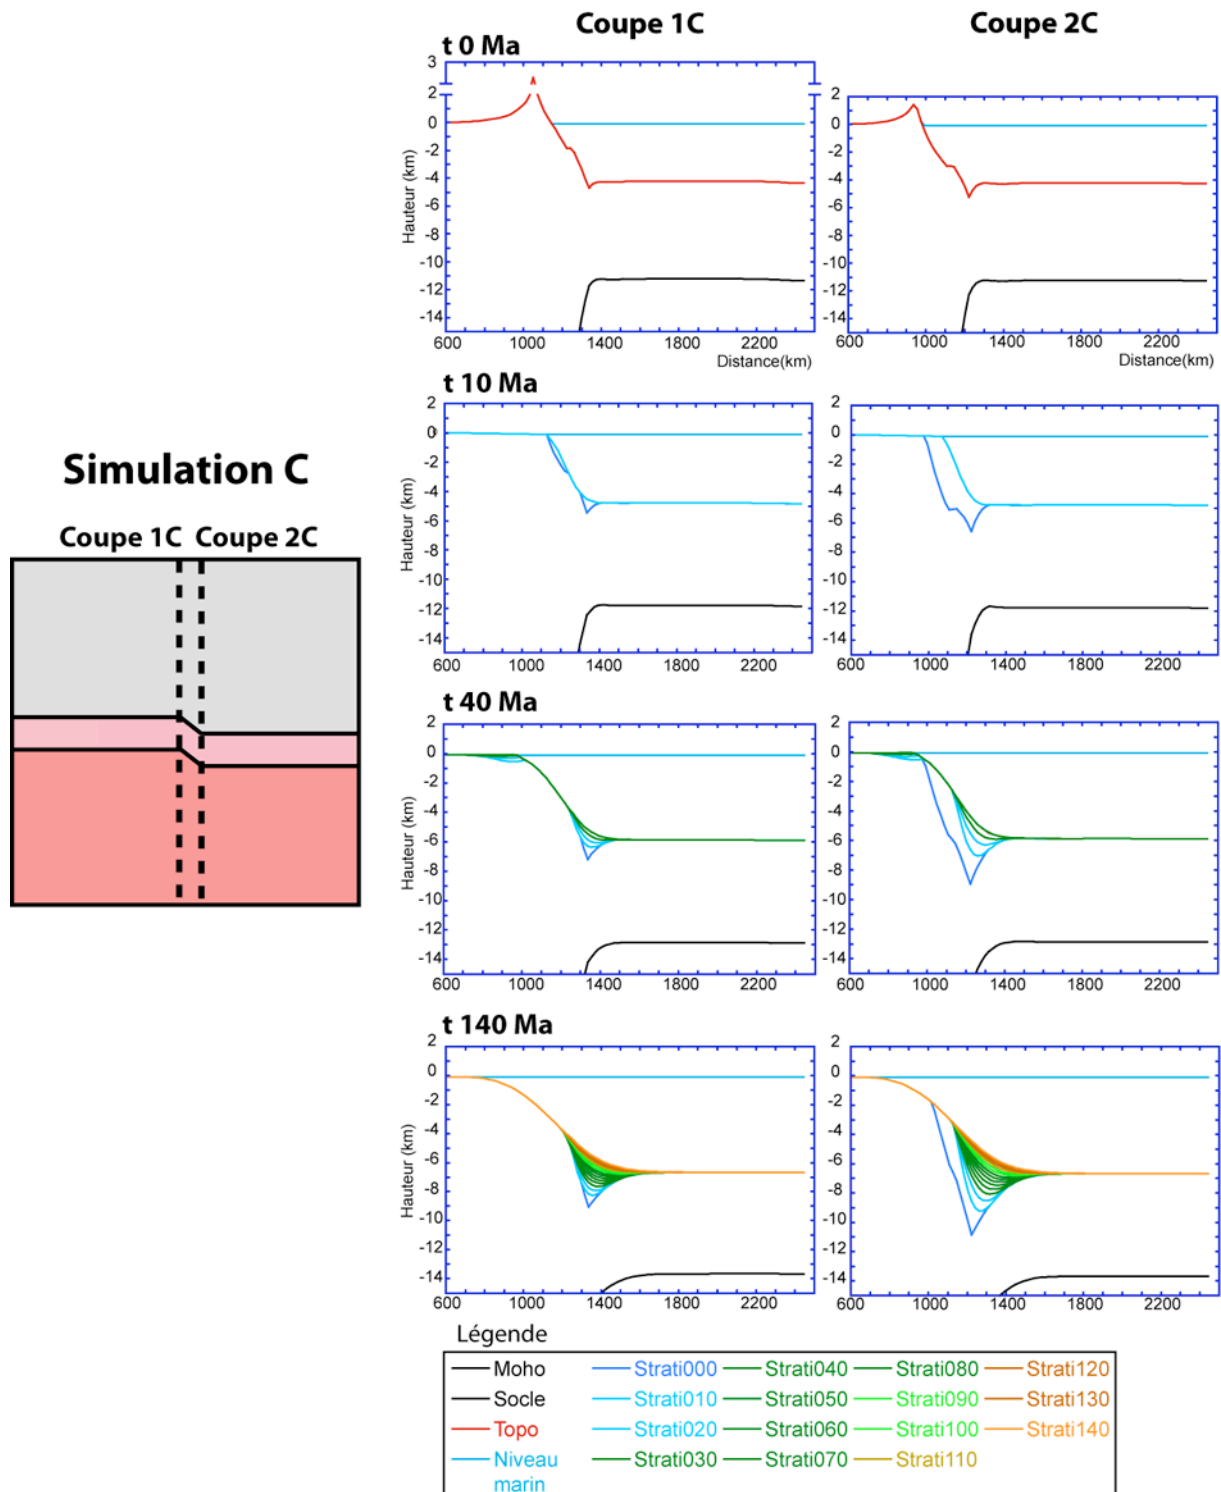 Coupe 1C
Coupe 2C
t 0 Ma
3
2
0
-2
-4
-6
-8
-10
-12
-14
Hauteur (km)
600 1000 1400 1800 2200
Distance(km)
2
0
-2
-4
-6
-8
-10
-12
-14
600 1000 1400 1800 2200
Distance(km)
t 10 Ma
2
0
-2
-4
-6
-8
-10
-12
-14
Hauteur (km)
600 1000 1400 1800 2200
2
0
-2
-4
-6
-8
-10
-12
-14
600 1000 1400 1800 2200
Simulation C
Coupe 1C Coupe 2C
t 40 Ma
2
0
-2
-4
-6
-8
-10
-12
-14
Hauteur (km)
600 1000 1400 1800 2200
2
0
-2
-4
-6
-8
-10
-12
-14
600 1000 1400 1800 2200
t 140 Ma
2
0
-2
-4
-6
-8
-10
-12
-14
Hauteur (km)
600 1000 1400 1800 2200
2
0
-2
-4
-6
-8
-10
-12
-14
600 1000 1400 1800 2200
Légende
Moho Strati000 Strati040 Strati080 Strati120
Socle Strati010 Strati050 Strati090 Strati130
Topo Strati020 Strati060 Strati100 Strati140
Niveau Strati030 Strati070 Strati110
marin